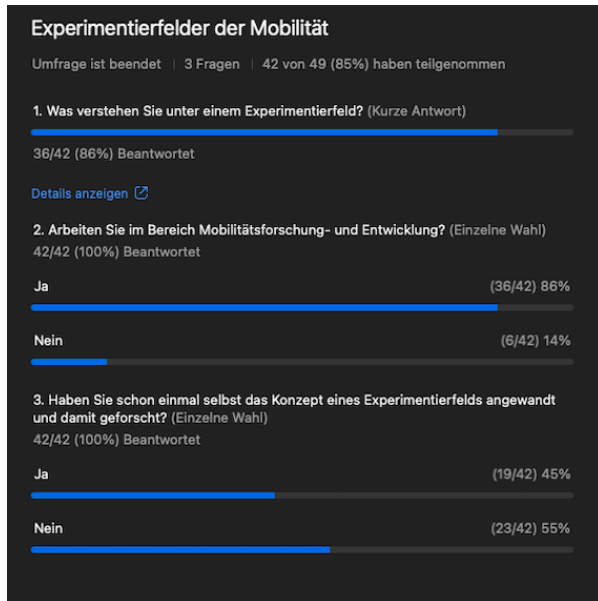 Experimentierfelder der Mobilität
Umfrage ist beendet | 3 Fragen | 42 von 49 (85%) haben teilgenommen
1. Was verstehen Sie unter einem Experimentierfeld? (Kurze Antwort)
36/42 (86%) Beantwortet
Details anzeigen
2. Arbeiten Sie im Bereich Mobilitätsforschung- und Entwicklung? (Einzelne Wahl)
42/42 (100%) Beantwortet
Ja (36/42) 86%
Nein (6/42) 14%
3. Haben Sie schon einmal selbst das Konzept eines Experimentierfelds angewandt
und damit geforscht? (Einzelne Wahl)
42/42 (100%) Beantwortet
Ja (19/42) 45%
Nein (23/42) 55%